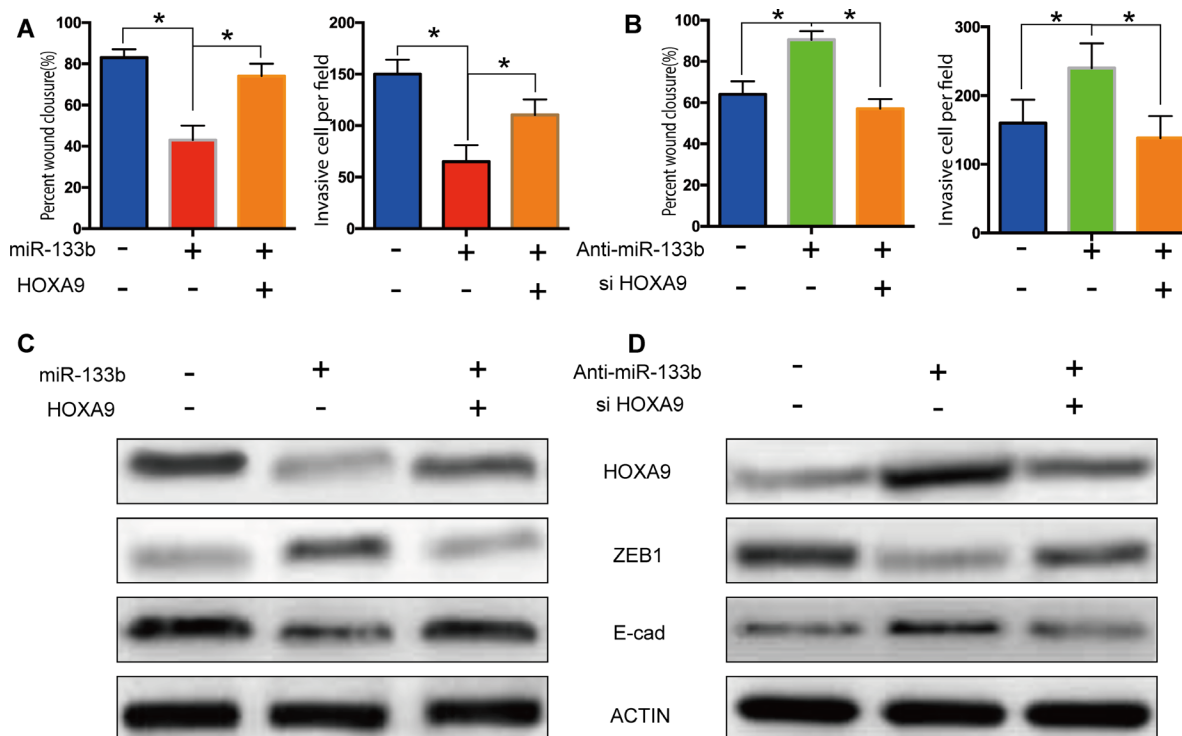 A
Percent wound clousure(%)
100
80
60
40
20
0
*
*
Invasive cell per field
200
150
100
50
0
*
*
miR-133b - + + - + +
HOXA9 - - + - - +
B
Percent wound clousure(%)
100
80
60
40
20
0
*
*
Invasive cell per field
300
200
100
0
*
*
Anti-miR-133b - + + - + +
si HOXA9 - - + - - +
C
miR-133b - + +
HOXA9 - - +
D
Anti-miR-133b - + +
si HOXA9 - - +
HOXA9
ZEB1
E-cad
ACTIN